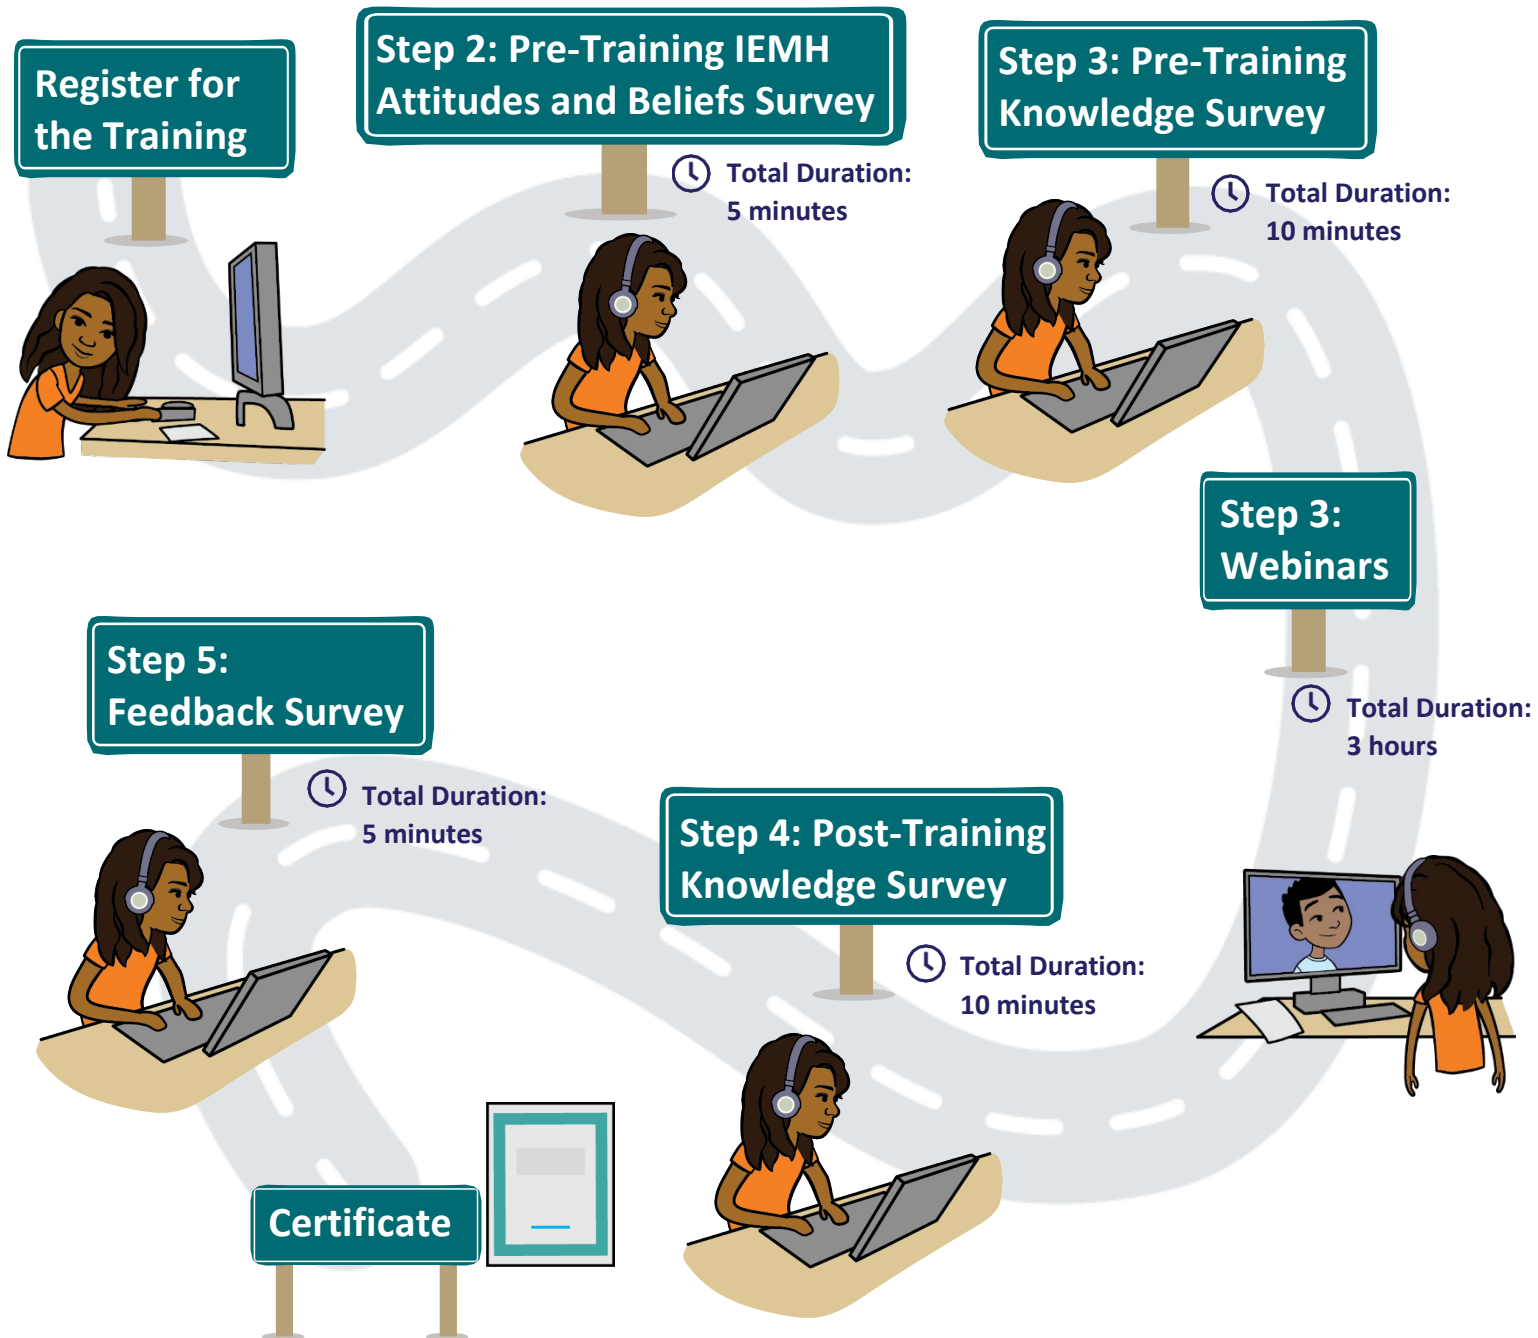 Register for
the Training
Step 2: Pre-Training IEMH
Attitudes and Beliefs Survey
Total Duration:
5 minutes
Step 3: Pre-Training
Knowledge Survey
Total Duration:
10 minutes
Step 3:
Webinars
Total Duration:
3 hours
Step 4: Post-Training
Knowledge Survey
Total Duration:
10 minutes
Step 5:
Feedback Survey
Total Duration:
5 minutes
Certificate